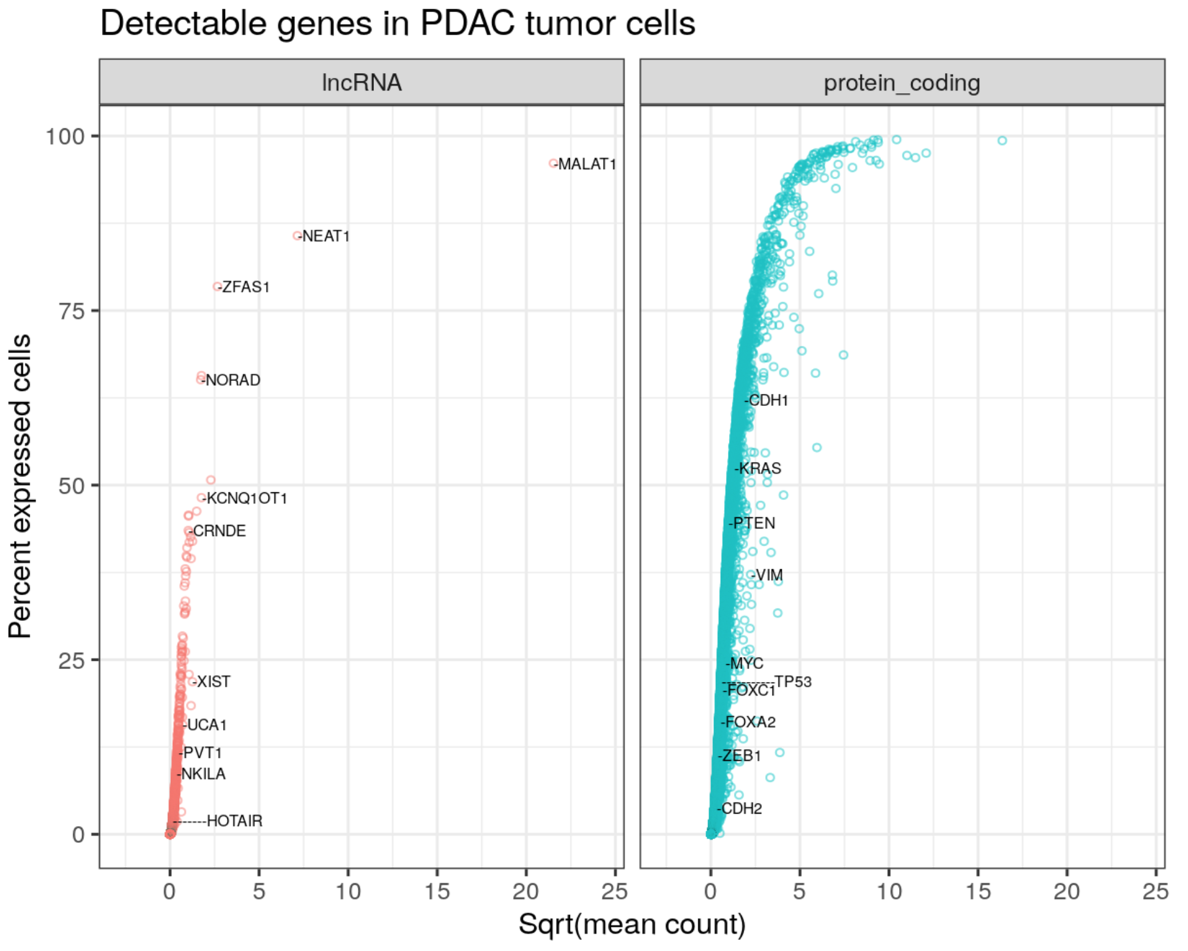 Detectable genes in PDAC tumor cells
lncRNA
protein_coding
Percent expressed cells
100
75
50
25
0
-MALAT1
-NEAT1
-ZFAS1
-NORAD
-KCNQ1OT1
-CRNDE
-XIST
-UCA1
-PVT1
-NKILA
-------HOTAIR
-CDH1
-KRAS
-PTEN
-VIM
-MYC
-----------TP53
-FOXC1
-FOXA2
-ZEB1
-CDH2
0 5 10 15 20 25
0 5 10 15 20 25
Sqrt(mean count)